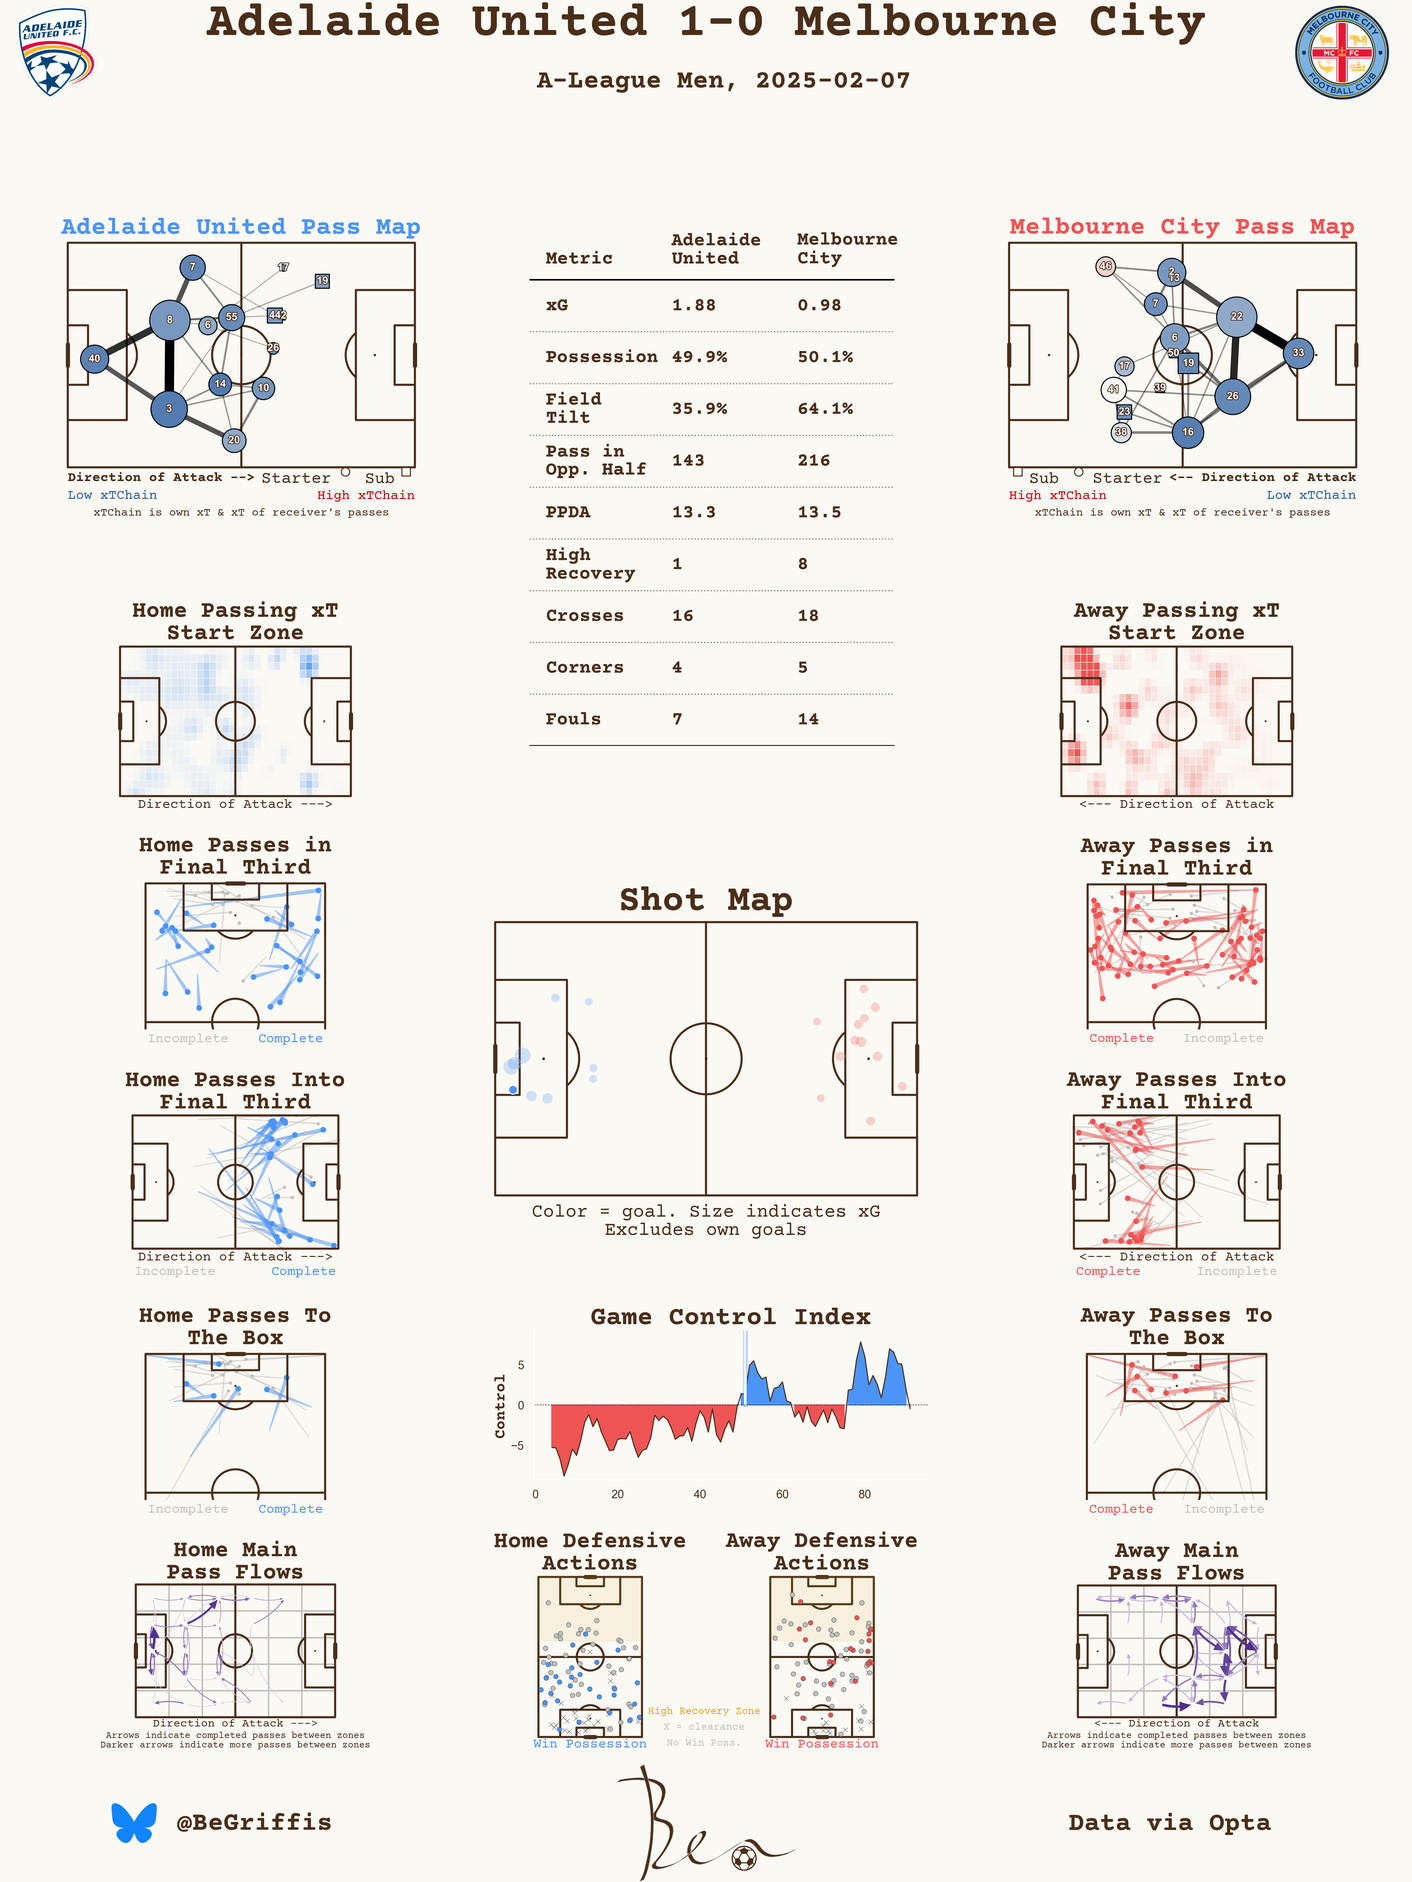 Adelaide United 1-0 Melbourne City
A-League Men, 2025-02-07
ADELAIDE
UNITED F.C.
MELBOURNE CITY
MC FC
FOOTBALL CLUB
Adelaide United Pass Map
7
17
19
8
6
55
442
26
40
14
10
3
20
Direction of Attack --> Starter Sub
Low xTChain High xTChain
xTChain is own xT & xT of receiver's passes
Metric Adelaide United Melbourne City
xG 1.88 0.98
Possession 49.9% 50.1%
Field Tilt 35.9% 64.1%
Pass in Opp. Half 143 216
PPDA 13.3 13.5
High Recovery 1 8
Crosses 16 18
Corners 4 5
Fouls 7 14
Melbourne City Pass Map
46
2
13
7
22
6
50
19
33
17
41
39
26
23
38
16
Sub Starter <-- Direction of Attack
High xTChain Low xTChain
xTChain is own xT & xT of receiver's passes
Home Passing xT
Start Zone
Direction of Attack --->
Away Passing xT
Start Zone
<--- Direction of Attack
Home Passes in
Final Third
Incomplete Complete
Away Passes in
Final Third
Complete Incomplete
Shot Map
Color = goal. Size indicates xG
Excludes own goals
Home Passes Into
Final Third
Direction of Attack --->
Incomplete Complete
Away Passes Into
Final Third
<--- Direction of Attack
Complete Incomplete
Home Passes To
The Box
Incomplete Complete
Game Control Index
Control
5
0
−5
0 20 40 60 80
Away Passes To
The Box
Complete Incomplete
Home Main
Pass Flows
Direction of Attack --->
Arrows indicate completed passes between zones
Darker arrows indicate more passes between zones
Home Defensive
Actions
Win Possession
Away Defensive
Actions
Win Possession
High Recovery Zone
X = clearance
No Win Poss.
Away Main
Pass Flows
<--- Direction of Attack
Arrows indicate completed passes between zones
Darker arrows indicate more passes between zones
@BeGriffis
Ben
Data via Opta